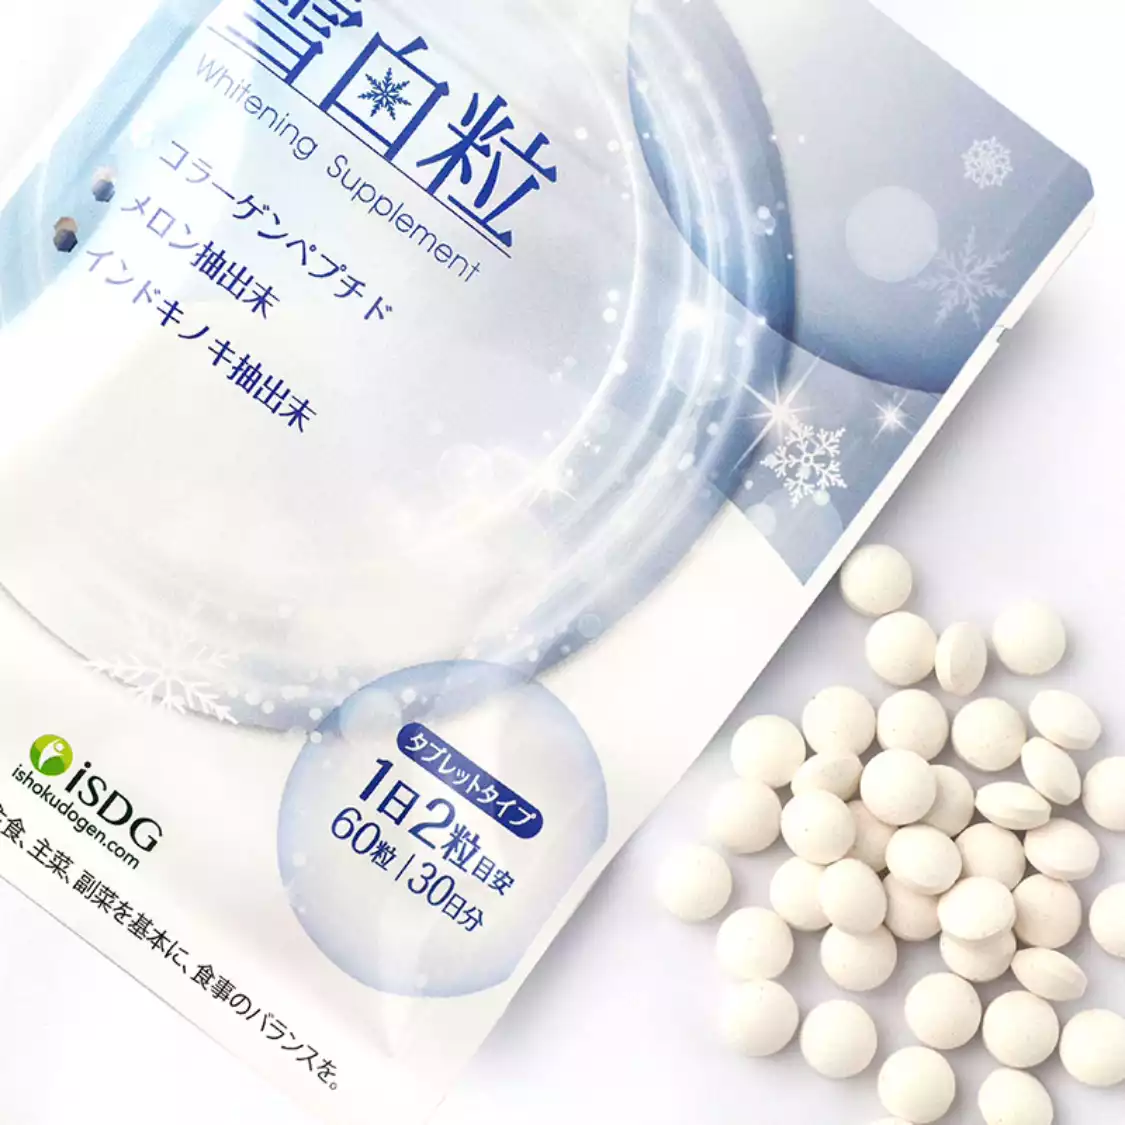 雪白粒
Whitening Supplement
コラーゲンペプチド
メロン抽出末
インドキノキ抽出末
タブレットタイプ
1日2粒目安
60粒 | 30日分
iSDG
ishokudogen.com
食、主菜、副菜を基本に、食事のバランスを。